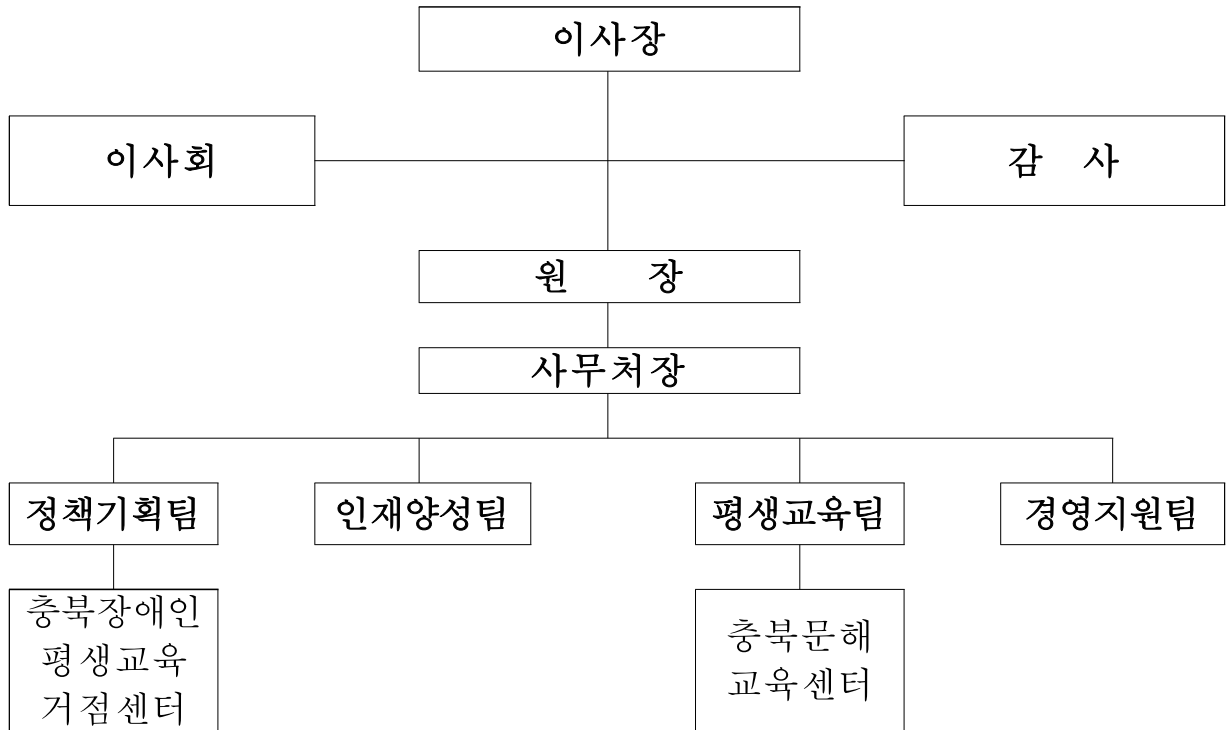 이사장
이사회
감 사
원 장
사무처장
정책기획팀
인재양성팀
평생교육팀
경영지원팀
충북장애인
평생교육
거점센터
충북문해
교육센터